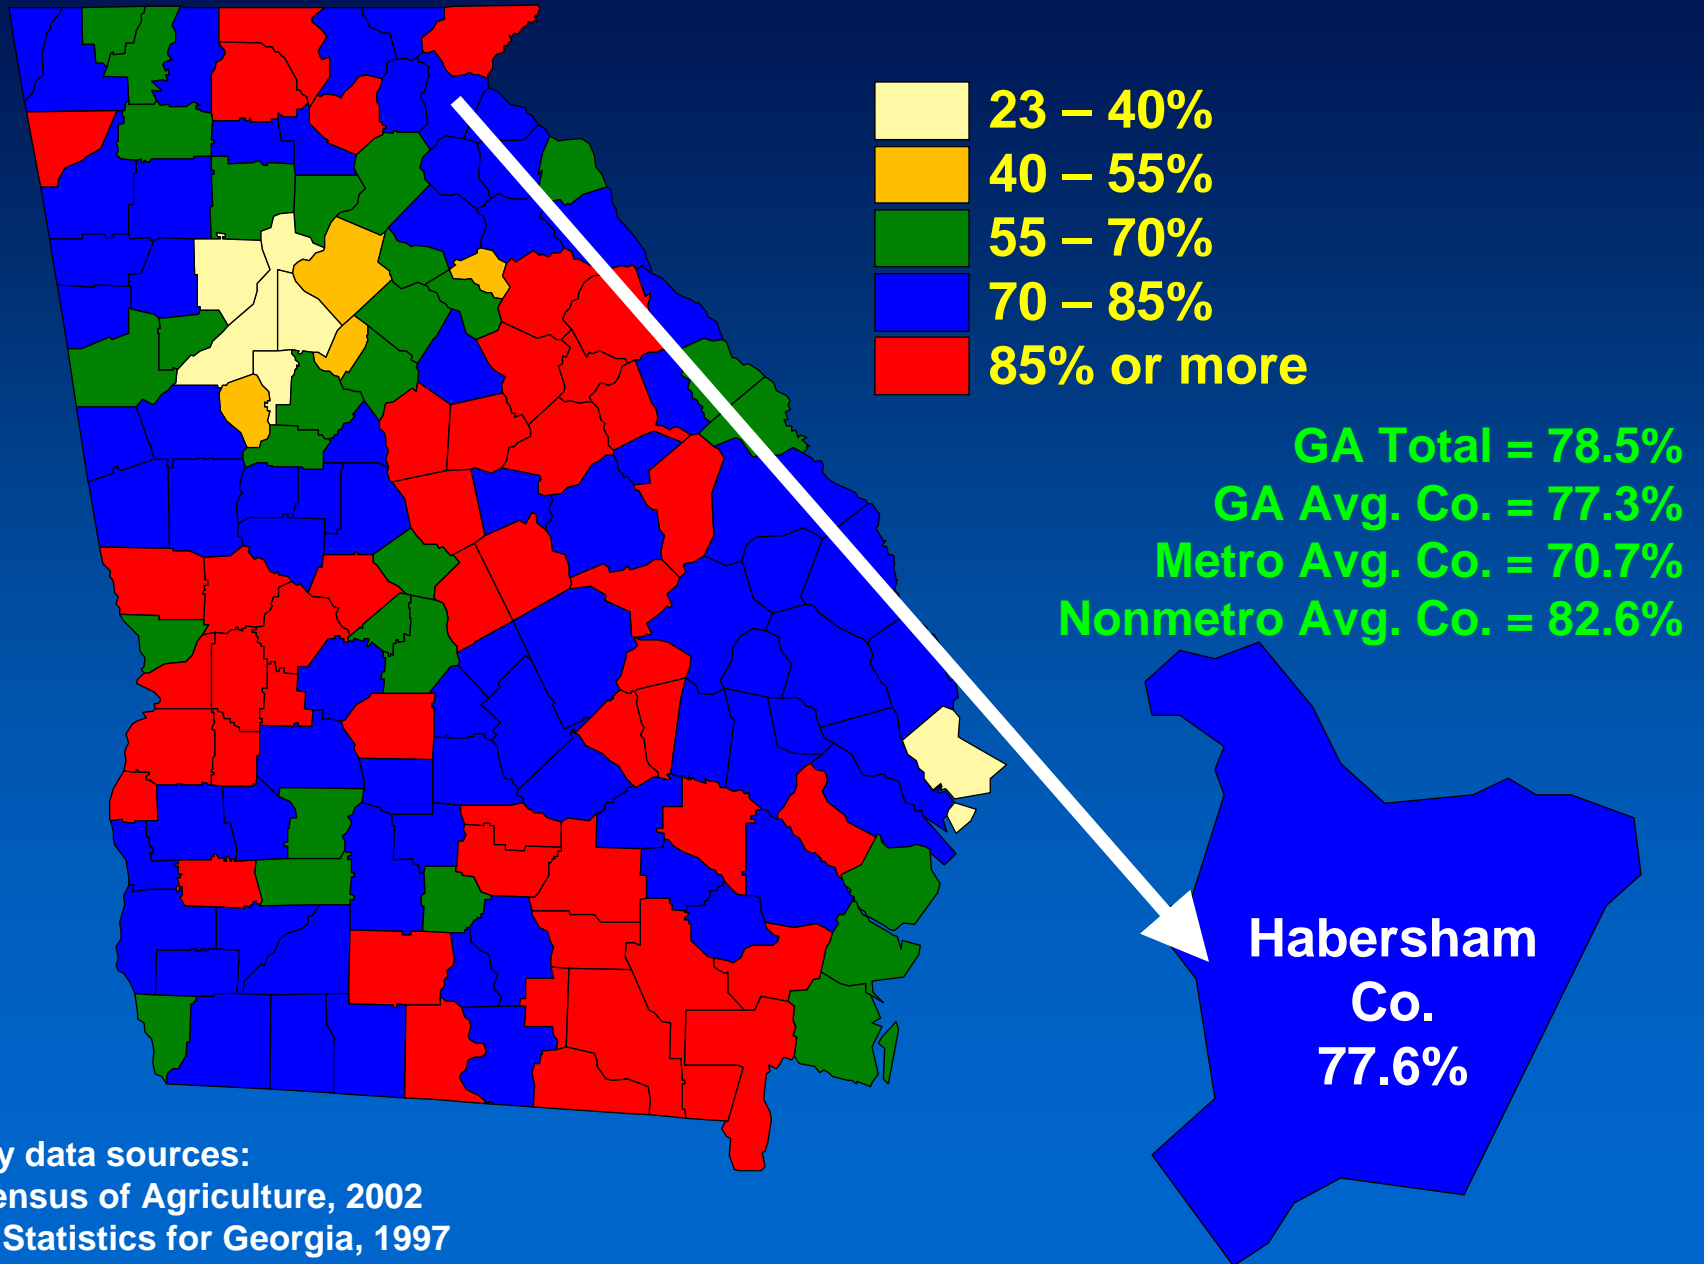 23 – 40%
40 – 55%
55 – 70%
70 – 85%
85% or more
GA Total = 78.5%
GA Avg. Co. = 77.3%
Metro Avg. Co. = 70.7%
Nonmetro Avg. Co. = 82.6%
Habersham
Co.
77.6%
y data sources:
ensus of Agriculture, 2002
Statistics for Georgia, 1997